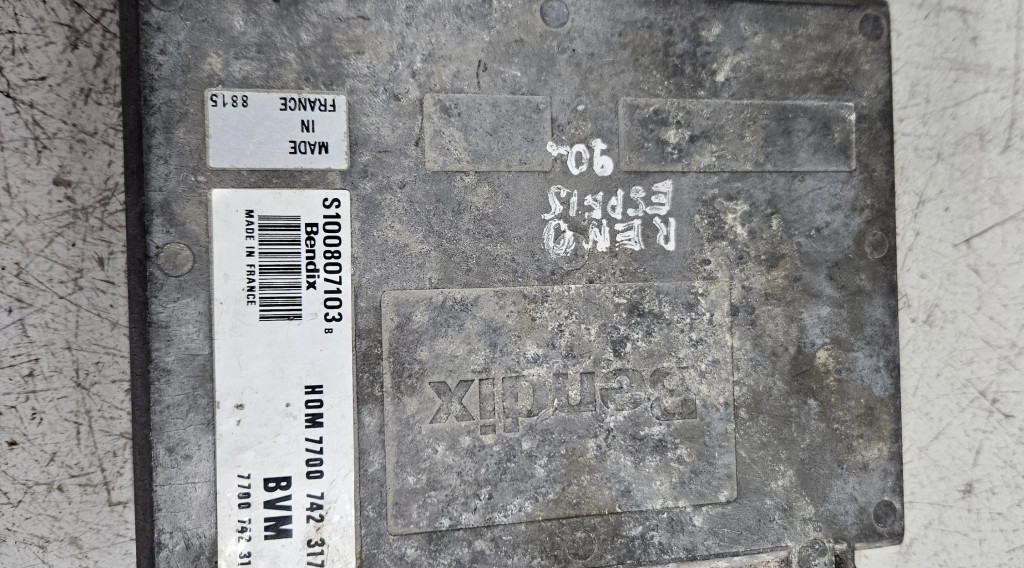 MADE
IN
FRANCE
8815
S100807103 B
Bendix
MADE IN FRANCE
HOM 7700 742 317
BVM
7700 742 31
90
RENO
ESPEIS
Bendix